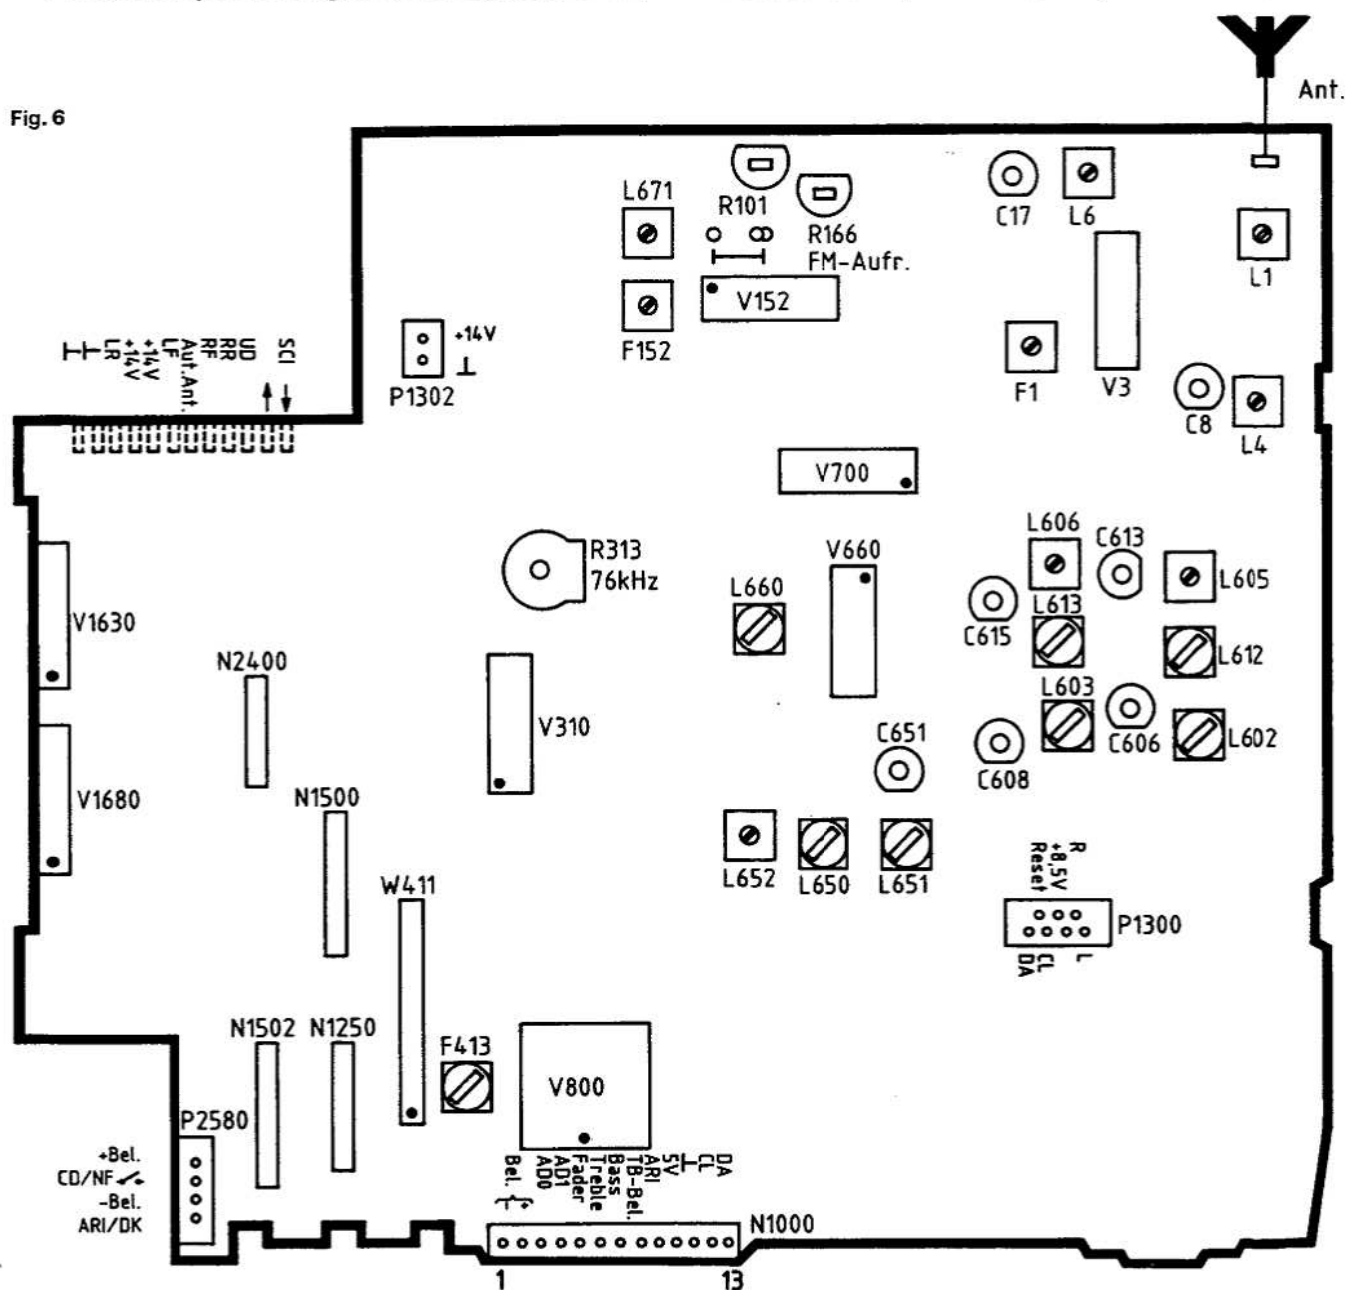 Fig. 6
Ant.
L671
R101
R166
FM-Aufr.
C17
L6
L1
V152
F152
F1
V3
C8
L4
+14V
⊥
P1302
⊥
⊥
LR
+14V
+14V
LF
Aut.Ant.
RF
RR
UD
SCI
V700
R313
76kHz
V660
L660
L606
C613
L605
C615
L613
L612
L603
C606
L602
C608
C651
V1630
N2400
V310
V1680
N1500
W411
L652
L650
L651
R
+8,5V
Reset
P1300
DA
CL
L
N1502
N1250
F413
V800
P2580
+Bel.
CD/NF
-Bel.
ARI/DK
Bel.
- +
AD0
AD1
Fader
Treble
Bass
TB-Bel.
ARI
5V
⊥
CL
DA
N1000
1
13